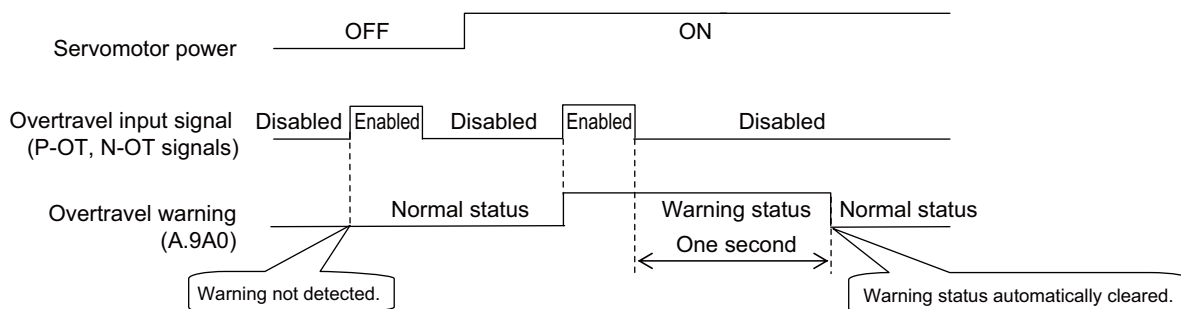 OFF
ON
Servomotor power
Overtravel input signal
(P-OT, N-OT signals)
Disabled
Enabled
Disabled
Enabled
Disabled
Overtravel warning
(A.9A0)
Normal status
Warning status
Normal status
One second
Warning not detected.
Warning status automatically cleared.